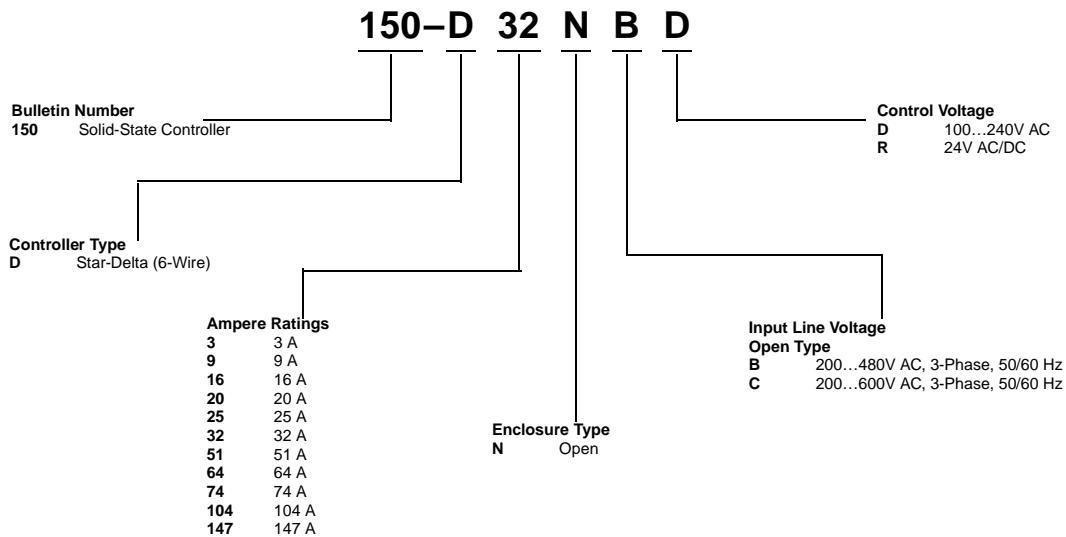 150–D 32 N B D
Bulletin Number
150 Solid-State Controller
Control Voltage
D 100…240V AC
R 24V AC/DC
Controller Type
D Star-Delta (6-Wire)
Ampere Ratings
3 3 A
9 9 A
16 16 A
20 20 A
25 25 A
32 32 A
51 51 A
64 64 A
74 74 A
104 104 A
147 147 A
Enclosure Type
N Open
Input Line Voltage
Open Type
B 200…480V AC, 3-Phase, 50/60 Hz
C 200…600V AC, 3-Phase, 50/60 Hz